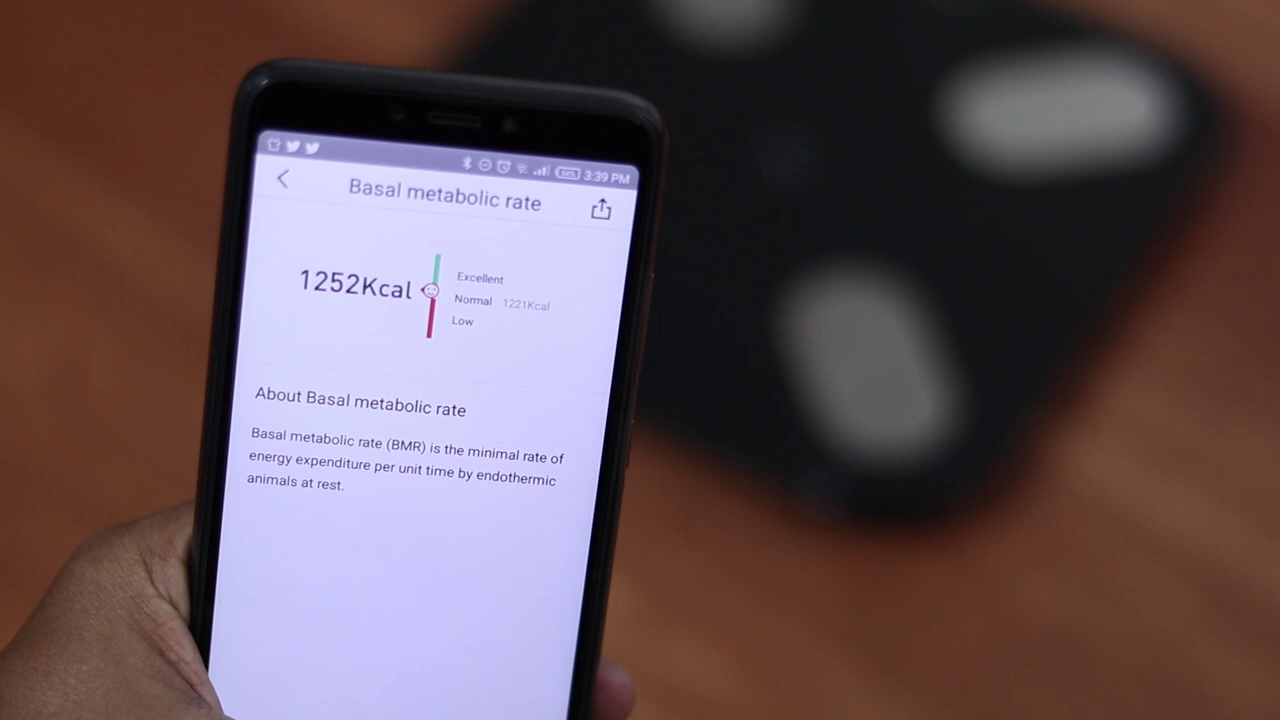 3:39 PM
Basal metabolic rate
1252Kcal
Excellent
Normal 1221Kcal
Low
About Basal metabolic rate
Basal metabolic rate (BMR) is the minimal rate of
energy expenditure per unit time by endothermic
animals at rest.